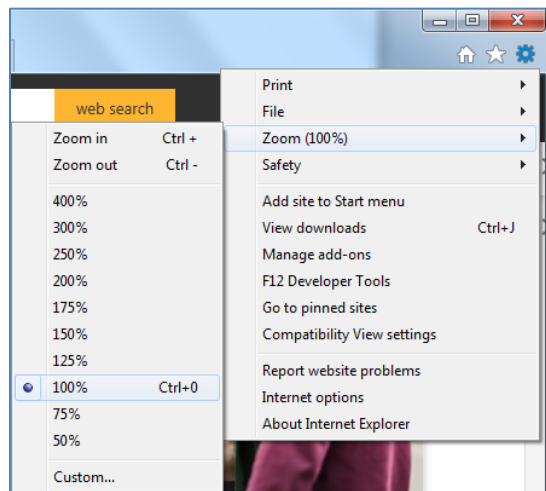 web search
Print
File
Zoom (100%)
Safety
Add site to Start menu
View downloads Ctrl+J
Manage add-ons
F12 Developer Tools
Go to pinned sites
Compatibility View settings
Report website problems
Internet options
About Internet Explorer
Zoom in Ctrl +
Zoom out Ctrl -
400%
300%
250%
200%
175%
150%
125%
100% Ctrl+0
75%
50%
Custom...